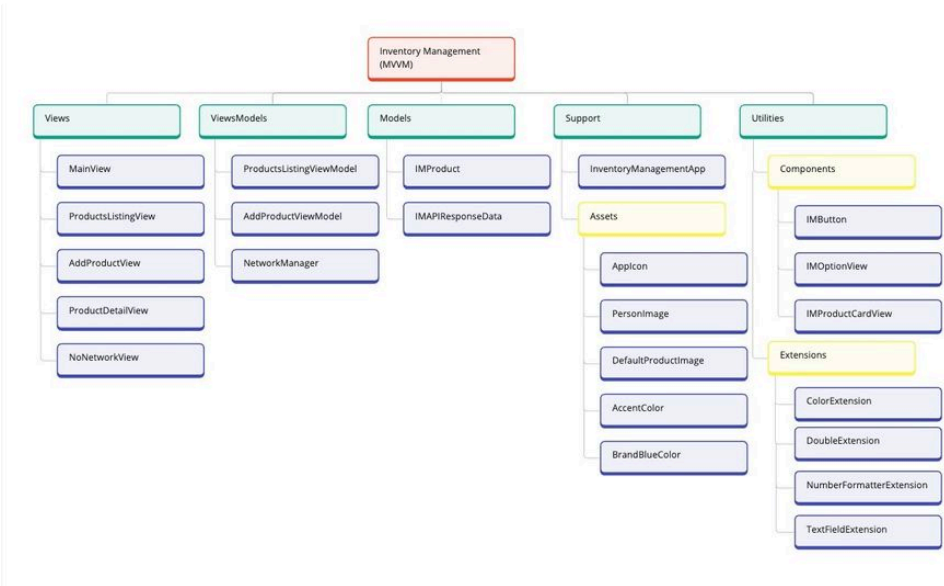 Inventory Management
(MVVM)
Views
ViewsModels
Models
Support
Utilities
MainView
ProductsListingView
AddProductView
ProductDetailView
NoNetworkView
ProductsListingViewModel
AddProductViewModel
NetworkManager
IMProduct
IMAPIResponseData
InventoryManagementApp
Assets
AppIcon
PersonImage
DefaultProductImage
AccentColor
BrandBlueColor
Components
IMButton
IMOptionView
IMProductCardView
Extensions
ColorExtension
DoubleExtension
NumberFormatterExtension
TextFieldExtension